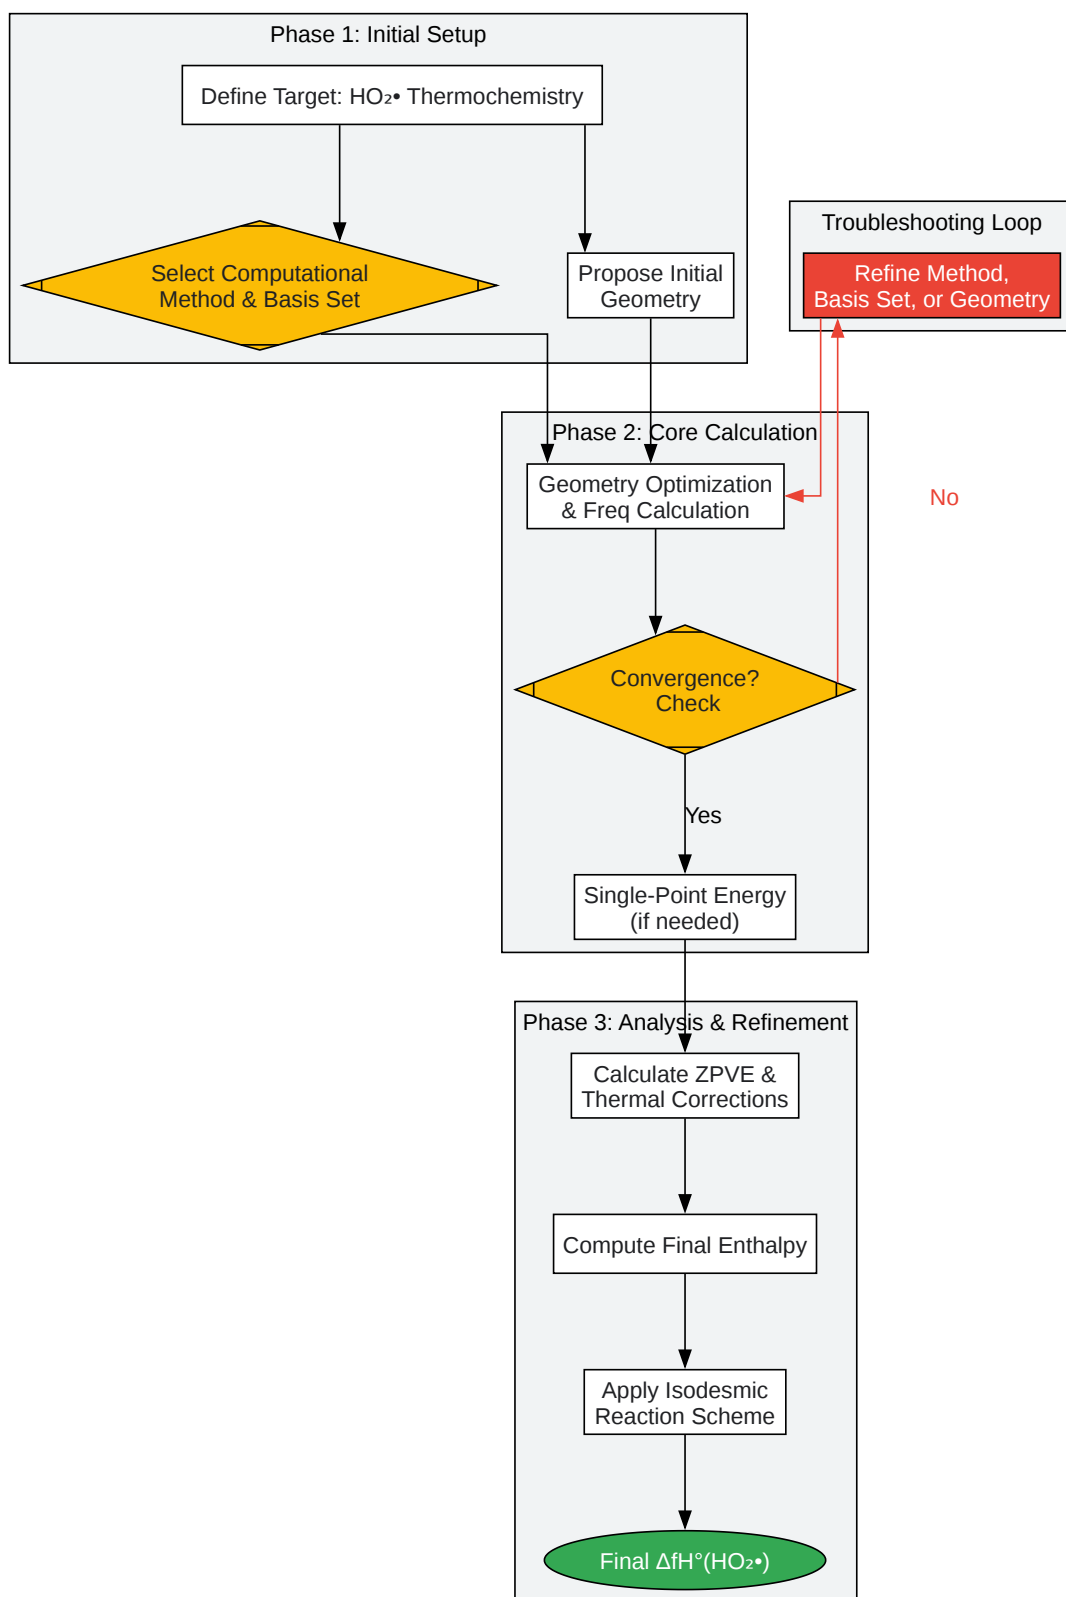 Phase 1: Initial Setup
Define Target: HO₂• Thermochemistry
Select Computational
Method & Basis Set
Propose Initial
Geometry
Troubleshooting Loop
Refine Method,
Basis Set, or Geometry
Phase 2: Core Calculation
Geometry Optimization
& Freq Calculation
No
Convergence?
Check
Yes
Single-Point Energy
(if needed)
Phase 3: Analysis & Refinement
Calculate ZPVE &
Thermal Corrections
Compute Final Enthalpy
Apply Isodesmic
Reaction Scheme
Final ΔfH°(HO₂•)